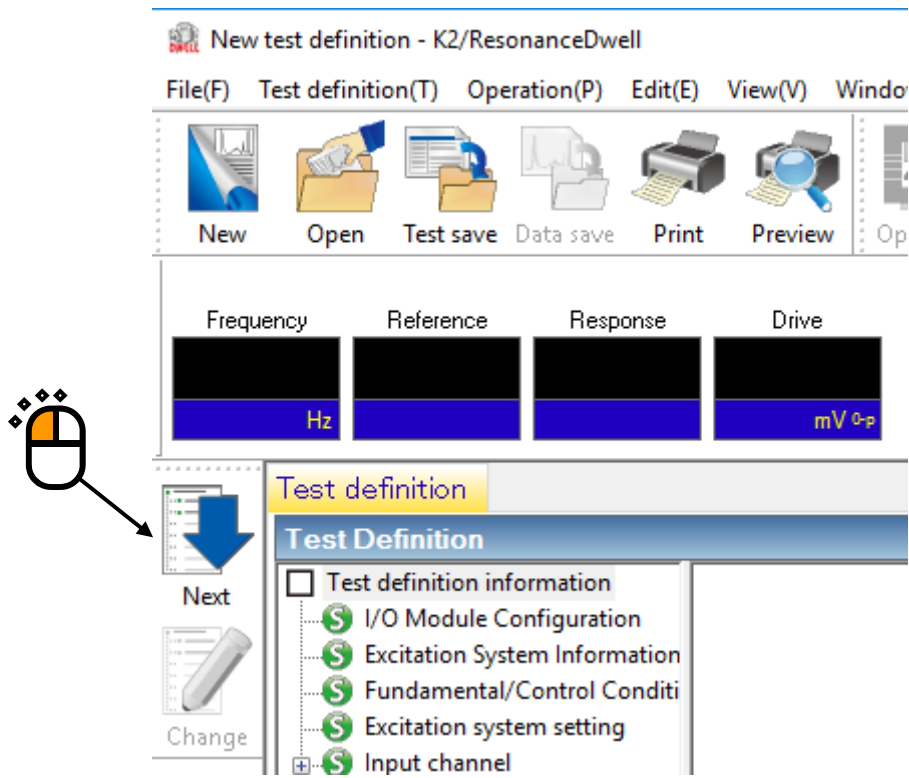 New test definition - K2/ResonanceDwell
File(F) Test definition(T) Operation(P) Edit(E) View(V)
New Open Test save Data save Print Preview
Frequency Reference Response Drive
Hz mV 0-p
Test definition
Test Definition
Next
Test definition information
I/O Module Configuration
Excitation System Information
Fundamental/Control
Excitation system setting
Change
Input channel